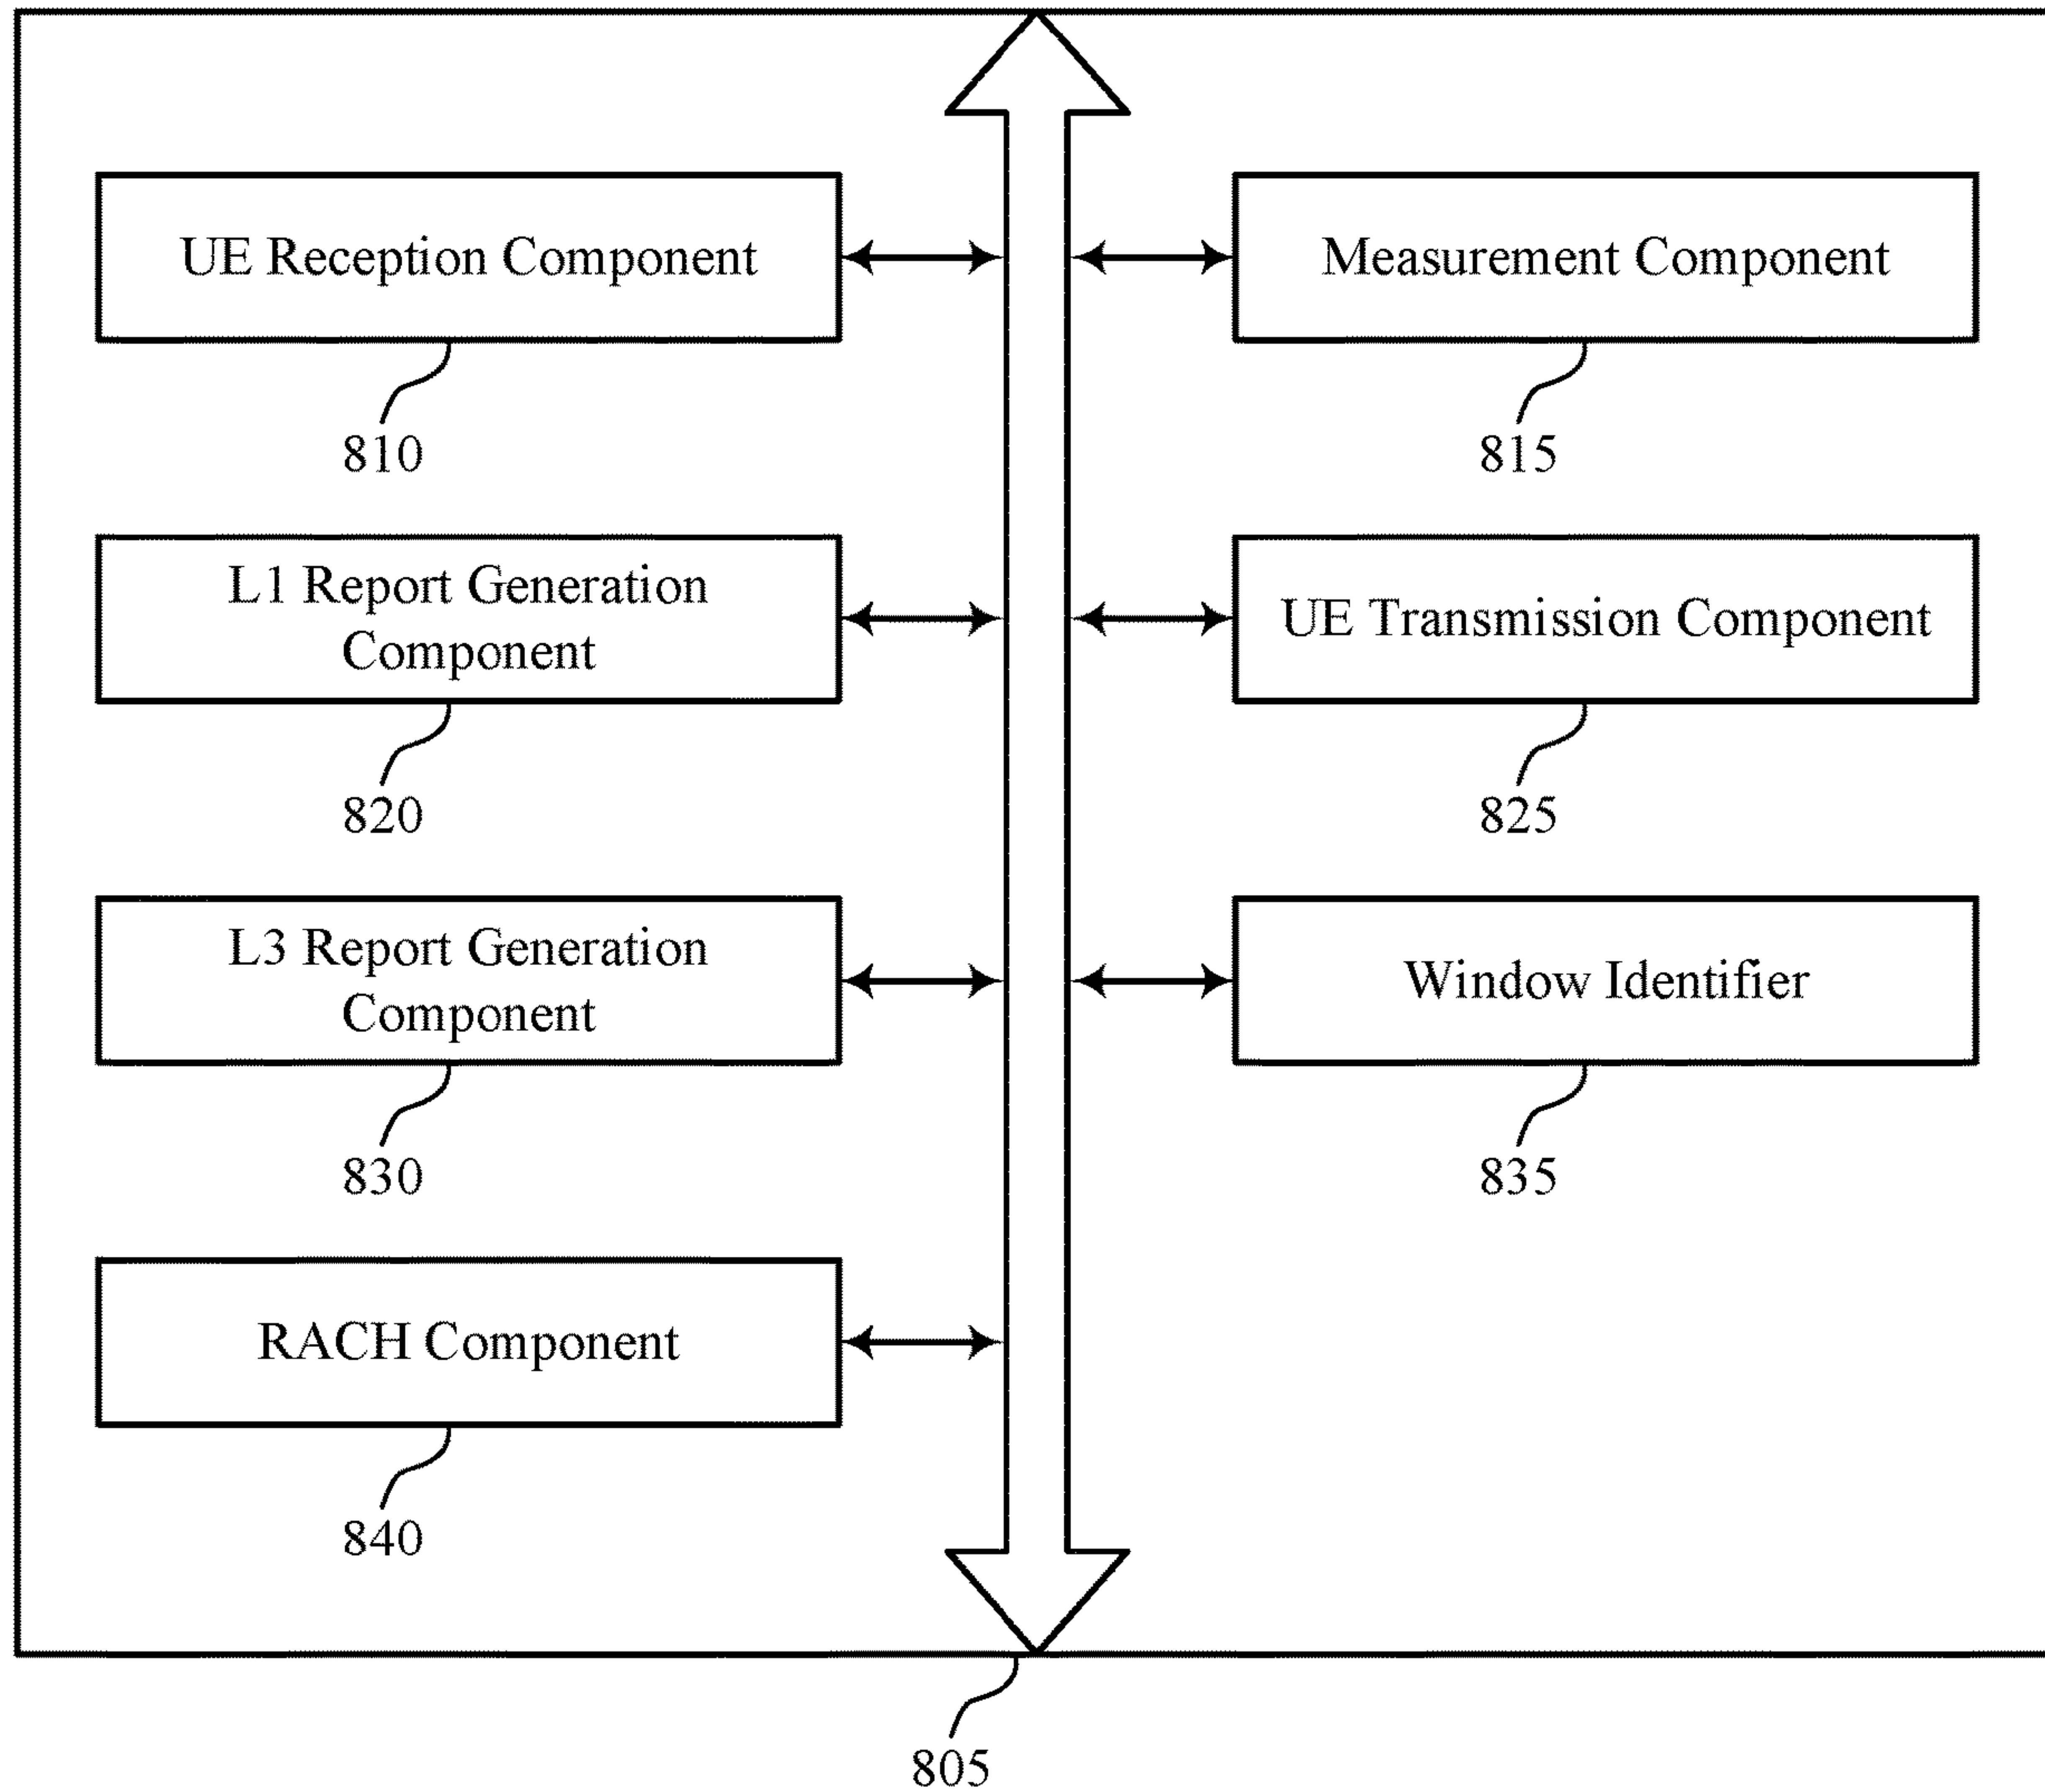 UE Reception Component
Measurement Component
810
815
L1 Report Generation
Component
UE Transmission Component
820
825
L3 Report Generation
Component
Window Identifier
830
835
RACH Component
840
805